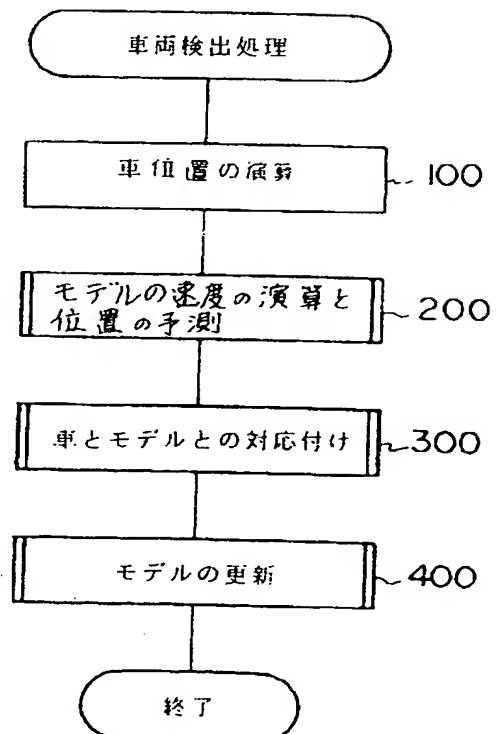 車両検出処理
車位置の演算
100
モデルの速度の演算と
位置の予測
200
車とモデルとの対応付け
300
モデルの更新
400
終了